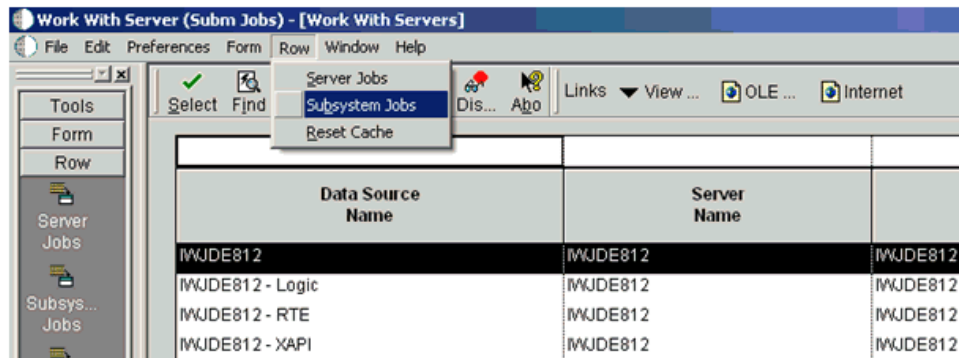 Work With Server (Subm Jobs) - [Work With Servers]
File Edit Preferences Form Row Window Help
Server Jobs
Subsystem Jobs
Reset Cache
Select Find Dis... Abo Links View ... OLE ... Internet
Tools
Form
Row
Server
Jobs
Subsys...
Jobs
Data Source
Name
Server
Name
IWJDE812 IWJDE812 IWJDE812
IWJDE812 - Logic IWJDE812 IWJDE812
IWJDE812 - RTE IWJDE812 IWJDE812
IWJDE812 - XAPI IWJDE812 IWJDE812